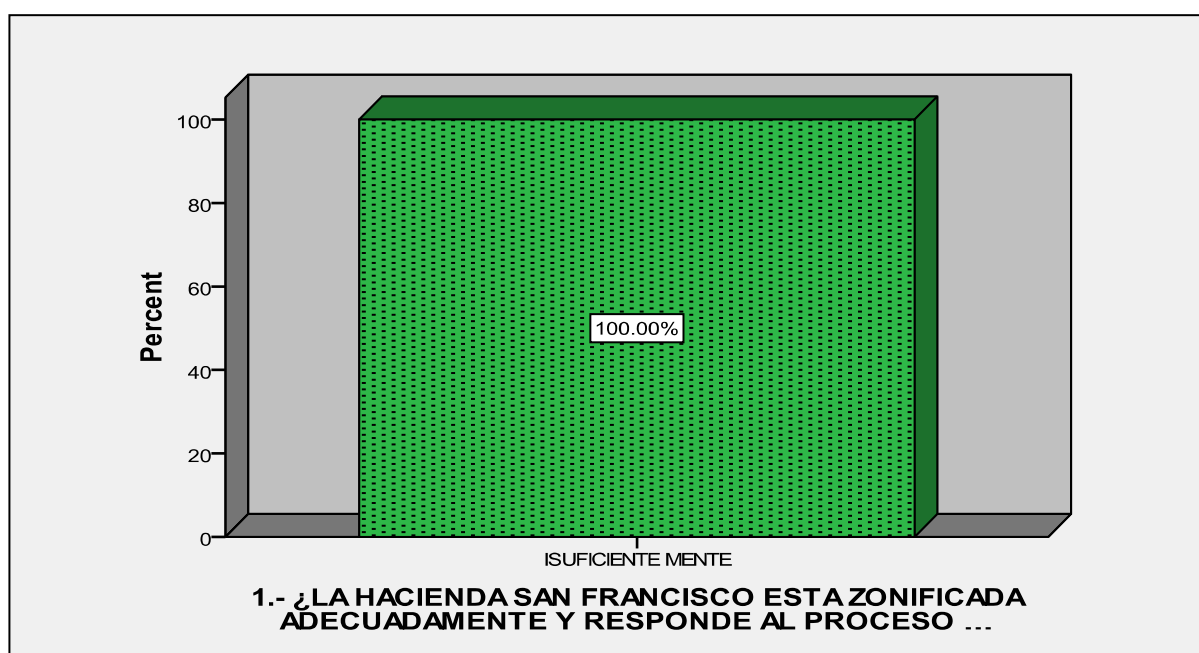 Percent
100
80
60
40
20
0
100.00%
ISUFICIENTE MENTE
1.- ¿LA HACIENDA SAN FRANCISCO ESTA ZONIFICADA
ADECUADAMENTE Y RESPONDE AL PROCESO ...